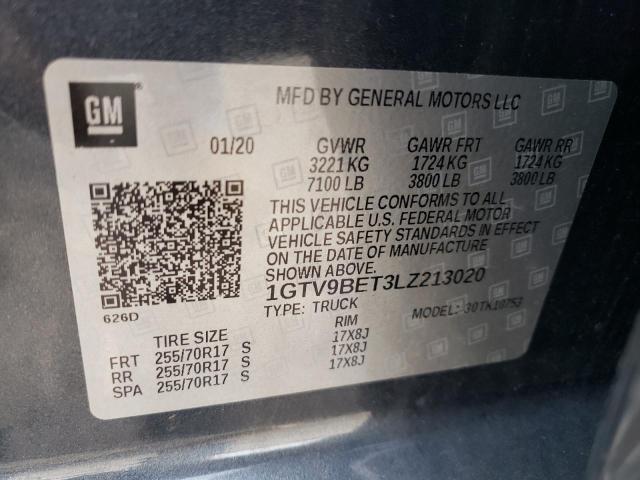 GM
MFD BY GENERAL MOTORS LLC
01/20 GVWR GAWR FRT GAWR RR
3221 KG 1724 KG 1724 KG
7100 LB 3800 LB 3800 LB
THIS VEHICLE CONFORMS TO ALL
APPLICABLE U.S. FEDERAL MOTOR
VEHICLE SAFETY STANDARDS IN EFFECT
ON THE DATE OF MANUFACTURE
SHOWN ABOVE.
1GTV9BET3LZ213020
626D TYPE: TRUCK MODEL: 30TK10753
TIRE SIZE RIM
FRT 255/70R17 S 17X8J
RR 255/70R17 S 17X8J
SPA 255/70R17 S 17X8J